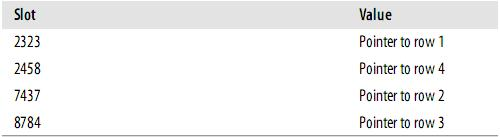 Slot Value
2323 Pointer to row 1
2458 Pointer to row 4
7437 Pointer to row 2
8784 Pointer to row 3